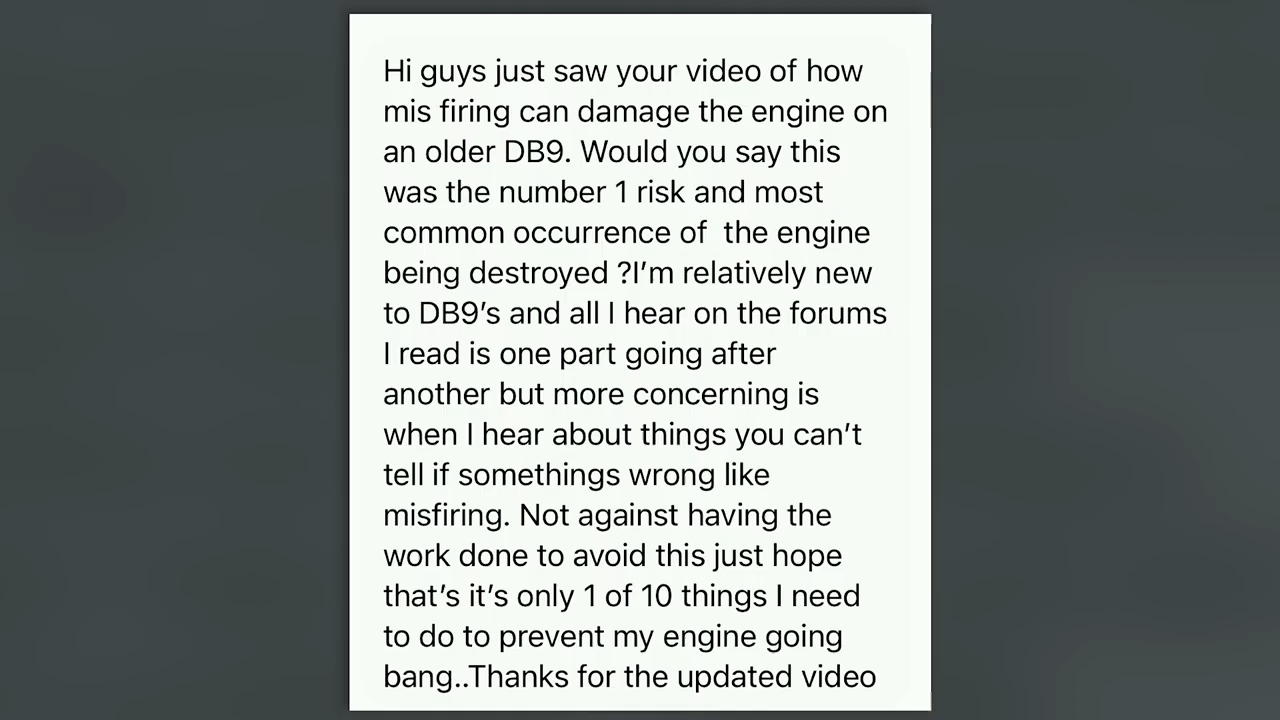 Hi guys just saw your video of how
mis firing can damage the engine on
an older DB9. Would you say this
was the number 1 risk and most
common occurrence of  the engine
being destroyed ?I’m relatively new
to DB9’s and all I hear on the forums
I read is one part going after
another but more concerning is
when I hear about things you can’t
tell if somethings wrong like
misfiring. Not against having the
work done to avoid this just hope
that’s it’s only 1 of 10 things I need
to do to prevent my engine going
bang..Thanks for the updated video